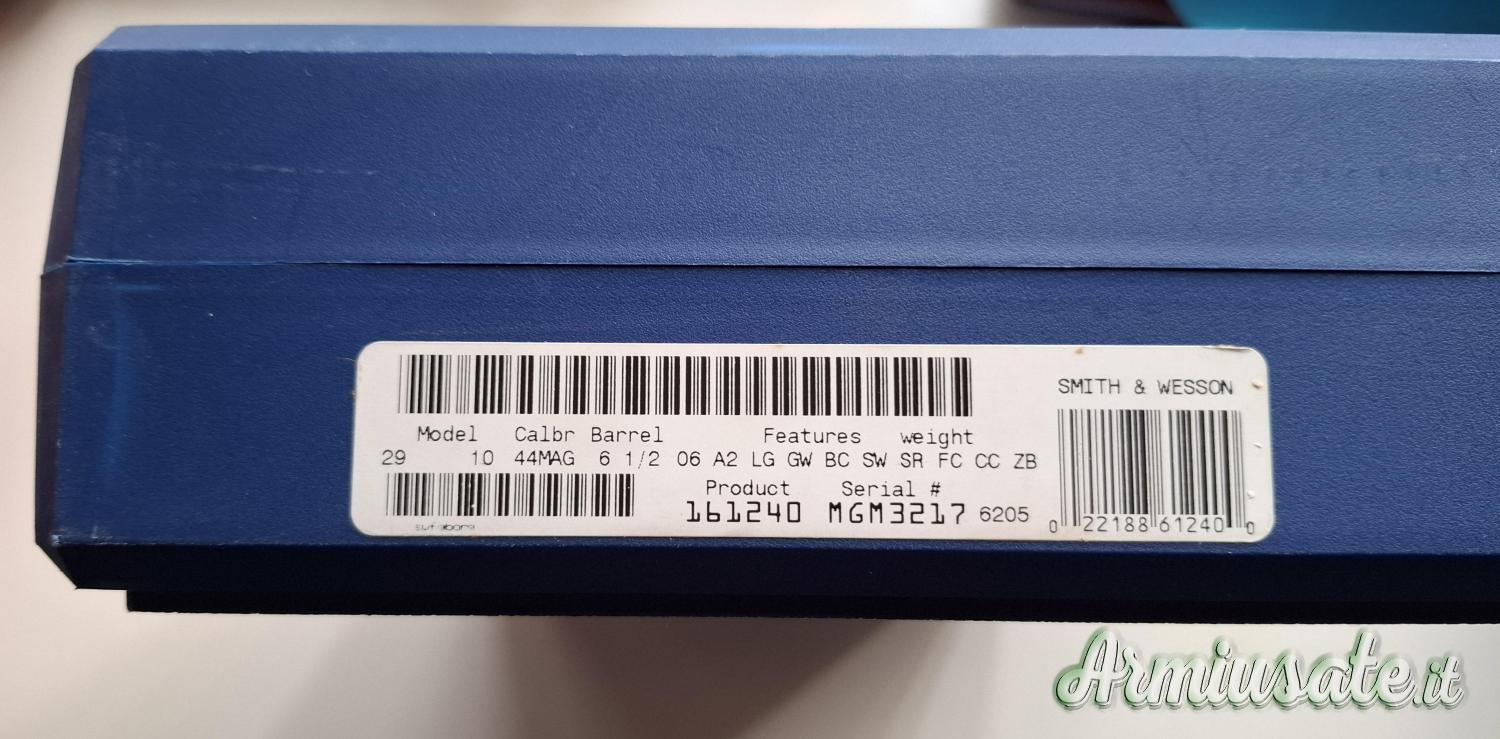 SMITH & WESSON
Model Calbr Barrel Features weight
29 10 44MAG 6 1/2 06 A2 LG GW BC SW SR FC CC ZB
Product Serial #
161240 MGM3217 6205
0 22188 61240 0
Armiusate.it